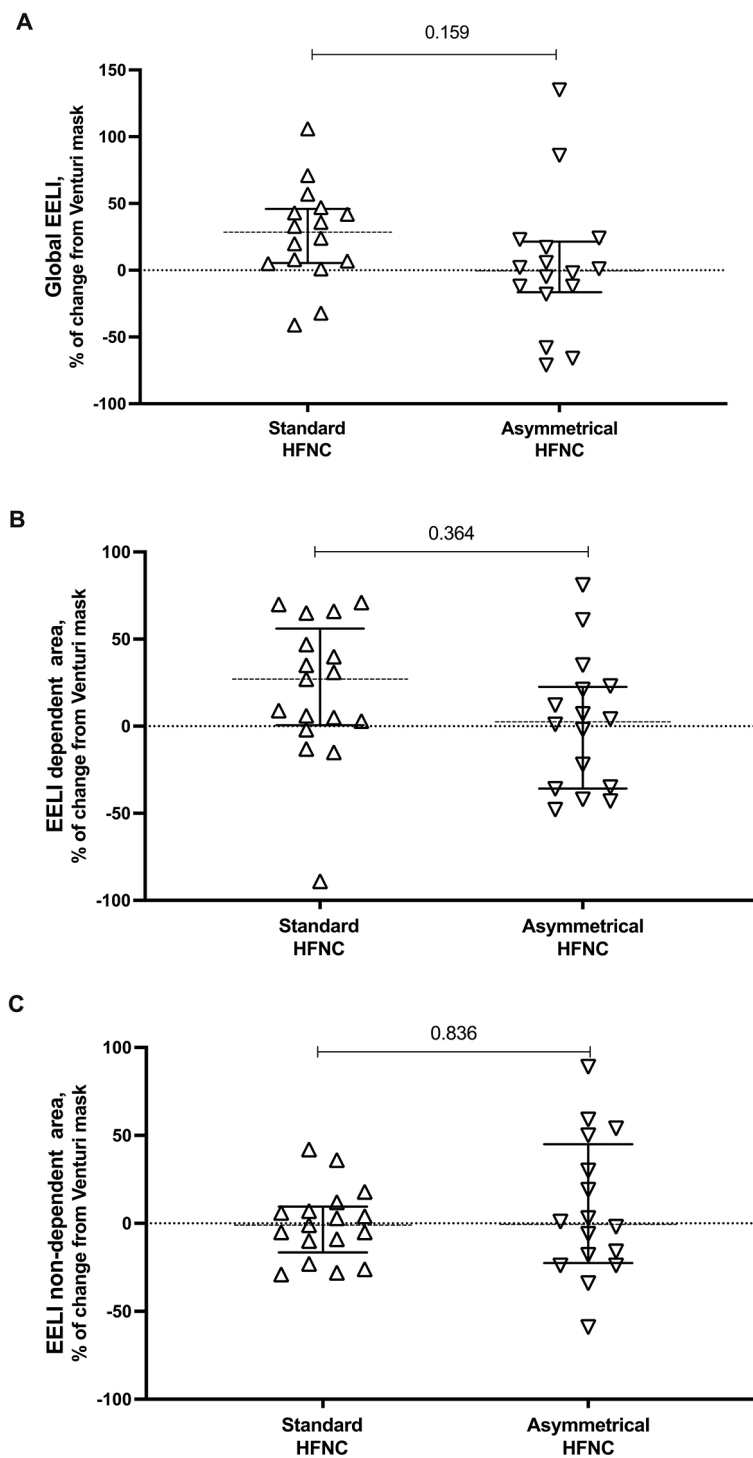 A
0.159
150
100
50
0
-50
-100
Global EELI,
% of change from Venturi mask
Standard
HFNC
Asymmetrical
HFNC
B
0.364
100
50
0
-50
-100
EELI dependent area,
% of change from Venturi mask
Standard
HFNC
Asymmetrical
HFNC
C
0.836
100
50
0
-50
-100
EELI non-dependent area,
% of change from Venturi mask
Standard
HFNC
Asymmetrical
HFNC